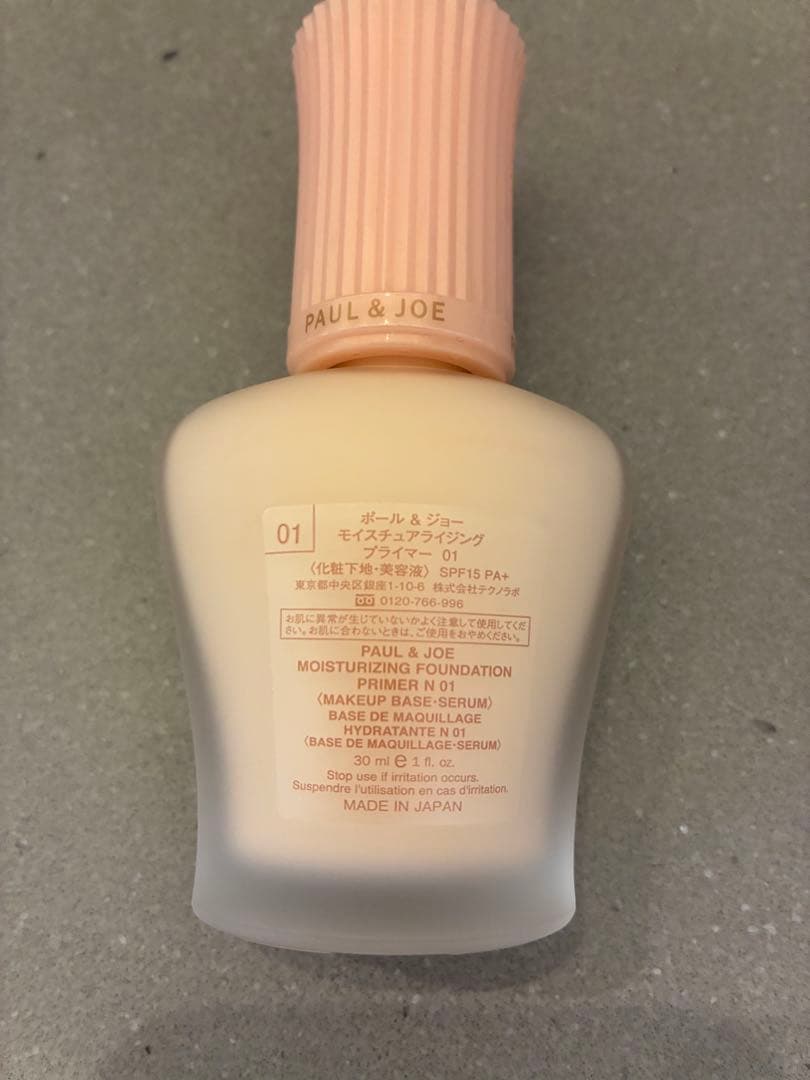 PAUL & JOE
01
ポール & ジョー
モイスチュアライジング
プライマー 01
〈化粧下地・美容液〉 SPF15 PA+
東京都中央区銀座1-10-6 株式会社テクノラボ
0120-766-996
お肌に異常が生じていないかよく注意して使用してくだ
さい。お肌に合わないときは、ご使用をおやめください。
PAUL & JOE
MOISTURIZING FOUNDATION
PRIMER N 01
〈MAKEUP BASE・SERUM〉
BASE DE MAQUILLAGE
HYDRATANTE N 01
〈BASE DE MAQUILLAGE・SERUM〉
30 ml ℮ 1 fl. oz.
Stop use if irritation occurs.
Suspendre l'utilisation en cas d'irritation.
MADE IN JAPAN